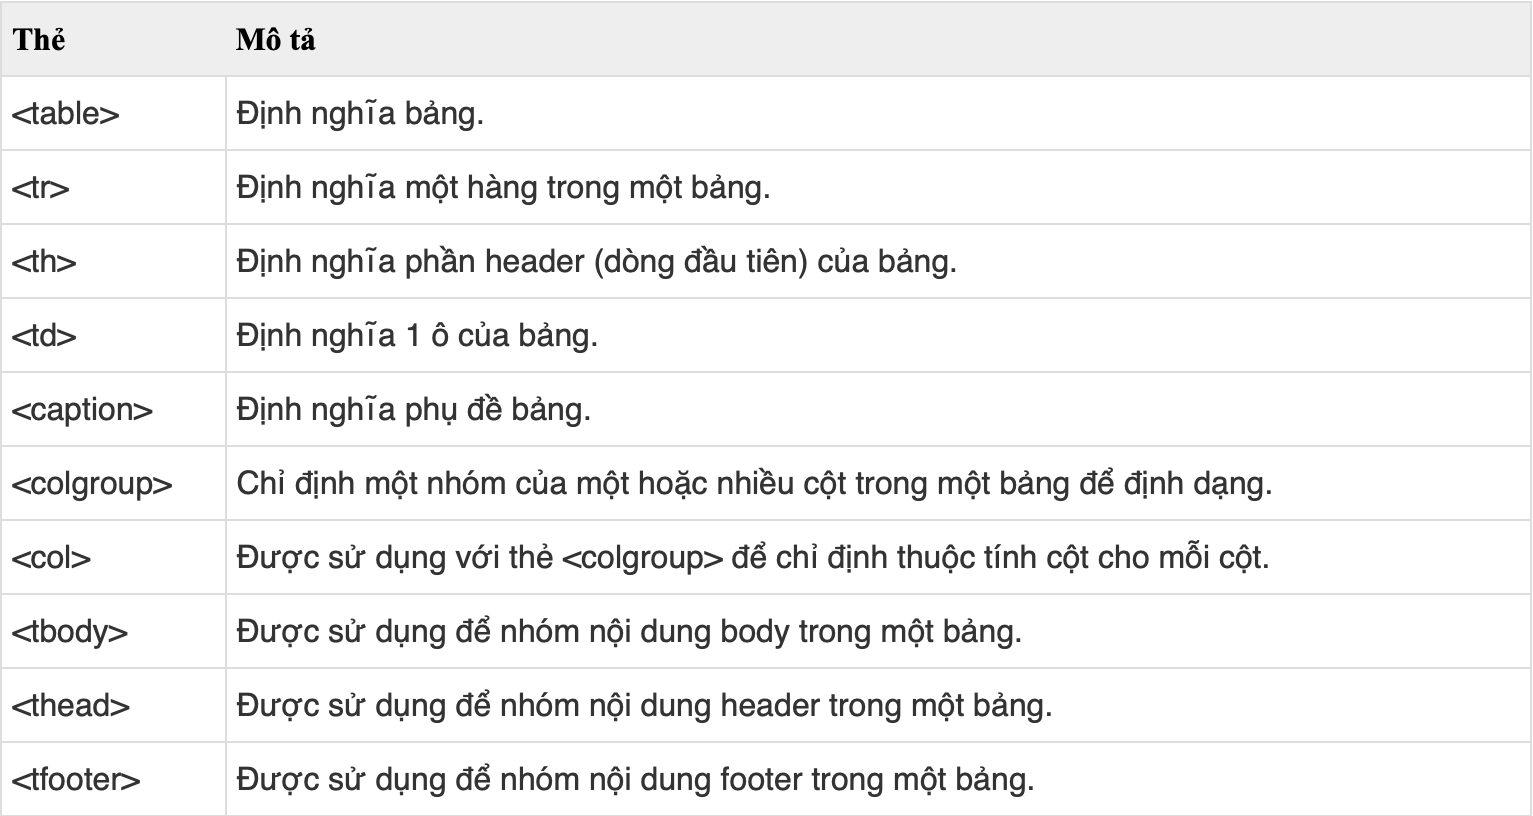 Thẻ Mô tả
<table> Định nghĩa bảng.
<tr> Định nghĩa một hàng trong một bảng.
<th> Định nghĩa phần header (dòng đầu tiên) của bảng.
<td> Định nghĩa 1 ô của bảng.
<caption> Định nghĩa phụ đề bảng.
<colgroup> Chỉ định một nhóm của một hoặc nhiều cột trong một bảng để định dạng.
<col> Được sử dụng với thẻ <colgroup> để chỉ định thuộc tính cột cho mỗi cột.
<tbody> Được sử dụng để nhóm nội dung body trong một bảng.
<thead> Được sử dụng để nhóm nội dung header trong một bảng.
<tfooter> Được sử dụng để nhóm nội dung footer trong một bảng.